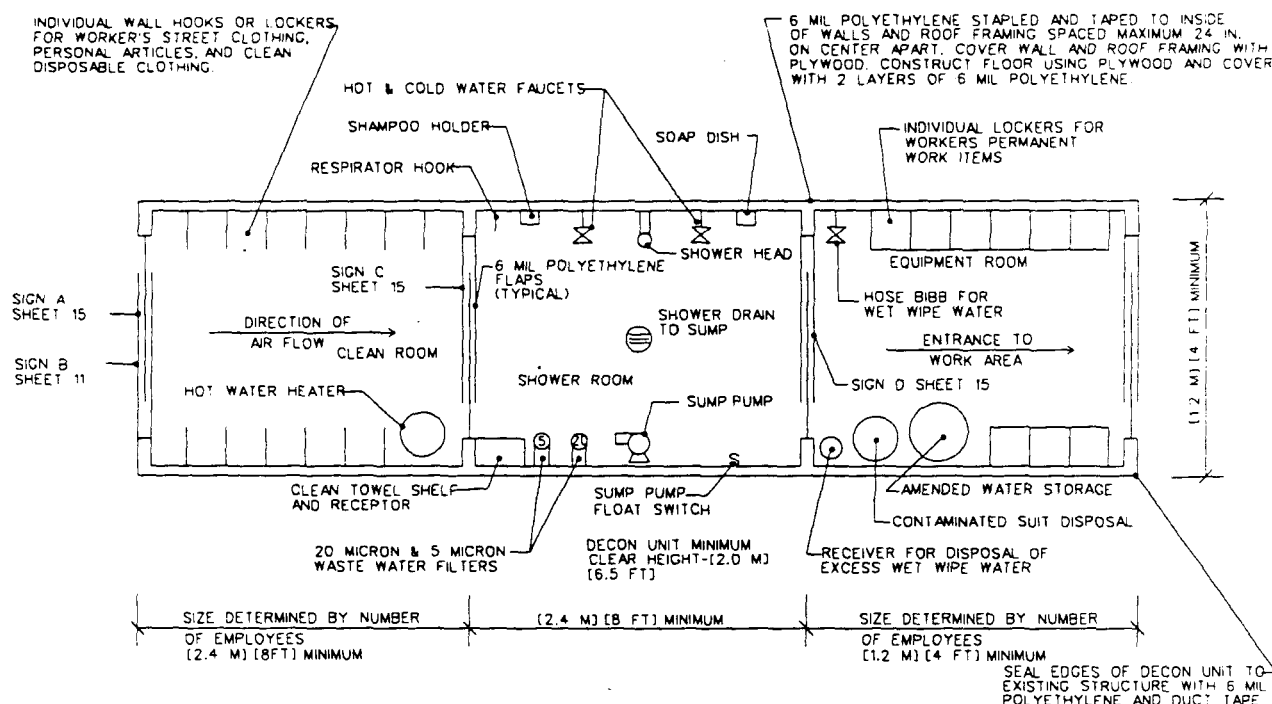 INDIVIDUAL WALL HOOKS OR LOCKERS
FOR WORKER'S STREET CLOTHING,
PERSONAL ARTICLES, AND CLEAN
DISPOSABLE CLOTHING.
6 MIL POLYETHYLENE STAPLED AND TAPED TO INSIDE
OF WALLS AND ROOF FRAMING SPACED MAXIMUM 24 IN.
ON CENTER APART. COVER WALL AND ROOF FRAMING WITH
PLYWOOD. CONSTRUCT FLOOR USING PLYWOOD AND COVER
WITH 2 LAYERS OF 6 MIL POLYETHYLENE.
HOT & COLD WATER FAUCETS
SHAMPOO HOLDER
RESPIRATOR HOOK
SOAP DISH
INDIVIDUAL LOCKERS FOR
WORKERS PERMANENT
WORK ITEMS
SHOWER HEAD
EQUIPMENT ROOM
SIGN C
SHEET 15
6 MIL POLYETHYLENE
FLAPS
(TYPICAL)
HOSE BIBB FOR
WET WIPE WATER
SIGN A
SHEET 15
SIGN B
SHEET 11
DIRECTION OF
AIR FLOW
CLEAN ROOM
SHOWER DRAIN
TO SUMP
ENTRANCE TO
WORK AREA
[1.2 M] [4 FT] MINIMUM
HOT WATER HEATER
SHOWER ROOM
SIGN D SHEET 15
SUMP PUMP
5
20
S
CLEAN TOWEL SHELF
AND RECEPTOR
SUMP PUMP
FLOAT SWITCH
AMENDED WATER STORAGE
CONTAMINATED SUIT DISPOSAL
20 MICRON & 5 MICRON
WASTE WATER FILTERS
DECON UNIT MINIMUM
CLEAR HEIGHT-[2.0 M]
[6.5 FT]
RECEIVER FOR DISPOSAL OF
EXCESS WET WIPE WATER
SIZE DETERMINED BY NUMBER
OF EMPLOYEES
[2.4 M] [8FT] MINIMUM
[2.4 M] [8 FT] MINIMUM
SIZE DETERMINED BY NUMBER
OF EMPLOYEES
[1.2 M] [4 FT] MINIMUM
SEAL EDGES OF DECON UNIT TO
EXISTING STRUCTURE WITH 6 MIL
POLYETHYLENE AND DUCT TAPE